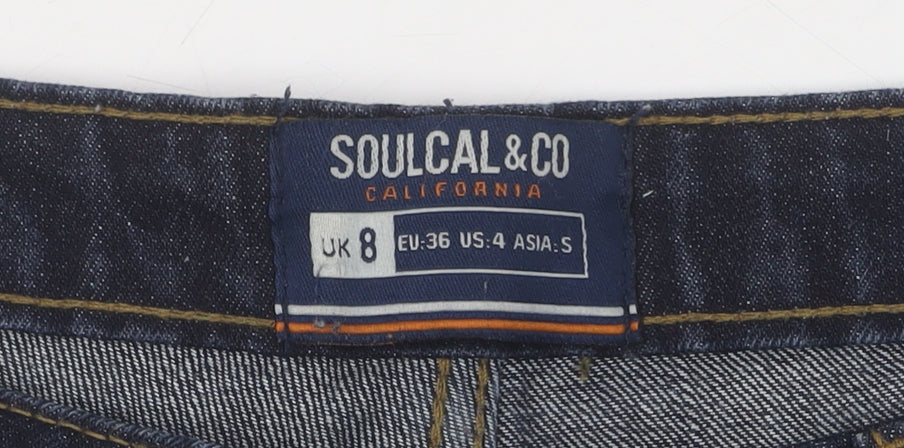 SOULCAL&CO
CALIFORNIA
UK 8 EU:36 US:4 ASIA:S